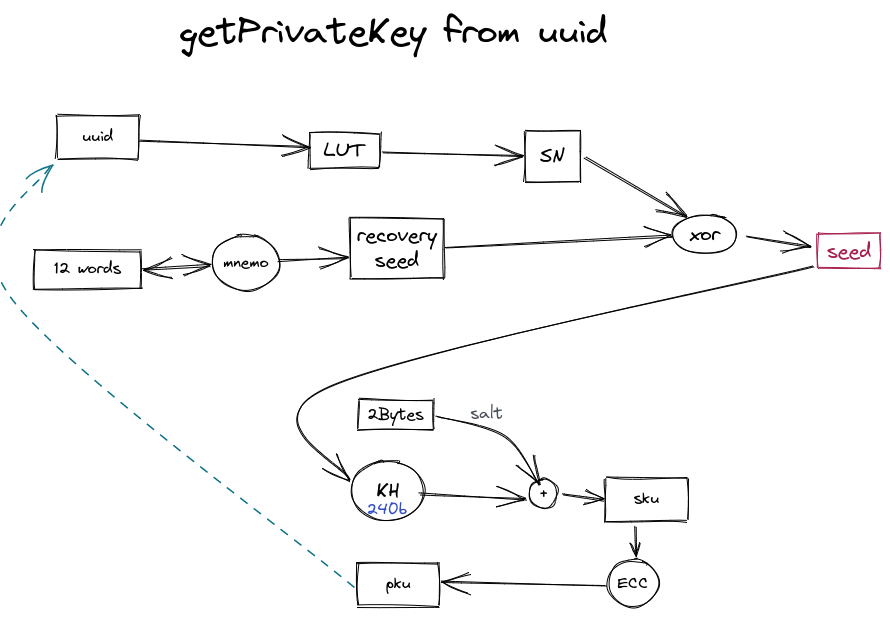 getPrivateKey from uuid
uuid
LUT
SN
xor
seed
12 words
mnemo
recovery
seed
2Bytes
salt
KH
240b
+
sku
ECC
pku